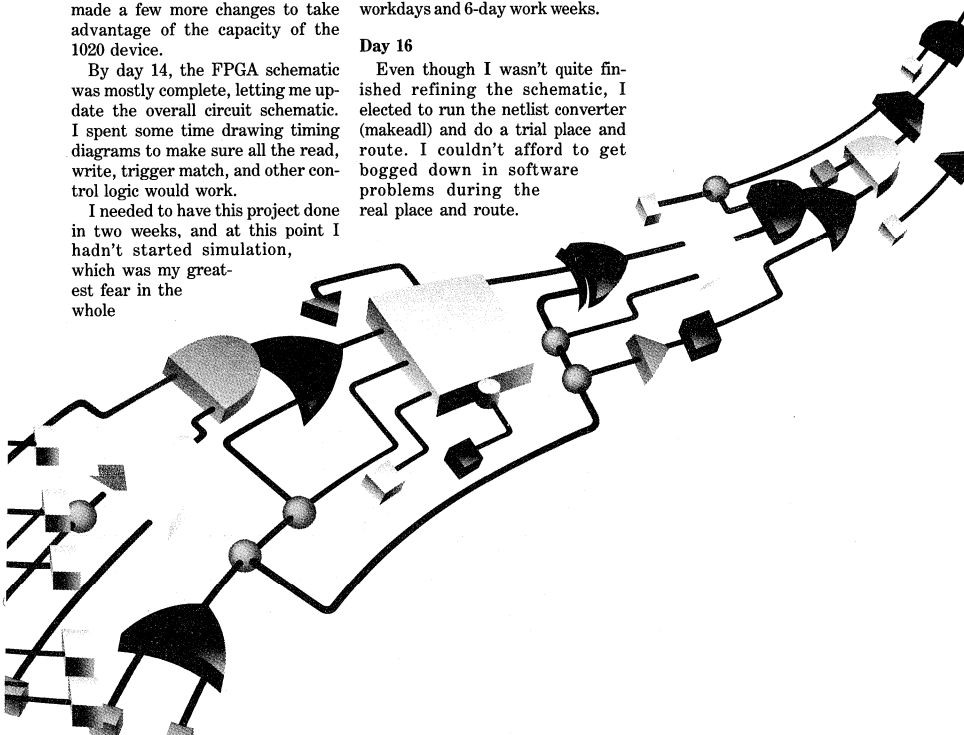 made a few more changes to take
advantage of the capacity of the
1020 device.
By day 14, the FPGA schematic
was mostly complete, letting me up-
date the overall circuit schematic.
I spent some time drawing timing
diagrams to make sure all the read,
write, trigger match, and other con-
trol logic would work.
I needed to have this project done
in two weeks, and at this point I
hadn't started simulation,
which was my great-
est fear in the
whole
workdays and 6-day work weeks.
Day 16
Even though I wasn't quite fin-
ished refining the schematic, I
elected to run the netlist converter
(makeadl) and do a trial place and
route. I couldn't afford to get
bogged down in software
problems during the
real place and route.